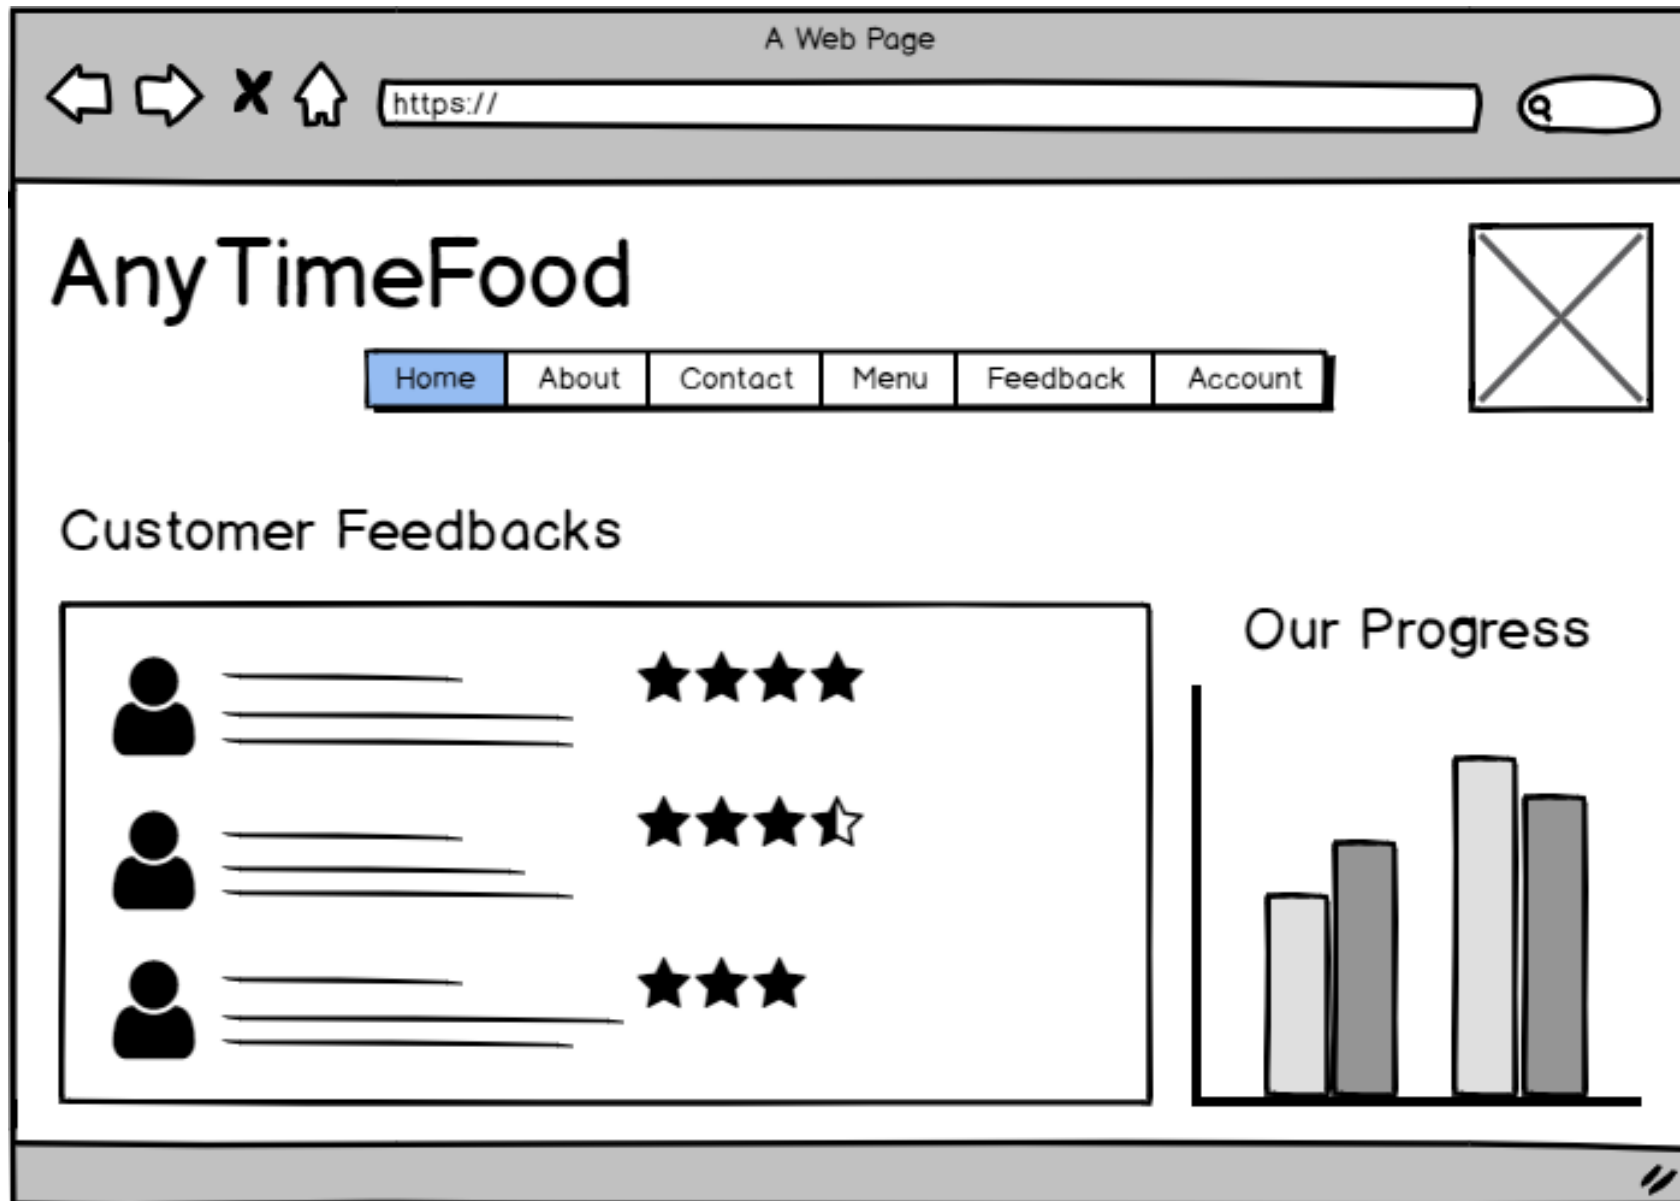 A Web Page
https://
AnyTimeFood
Home About Contact Menu Feedback Account
Customer Feedbacks
Our Progress